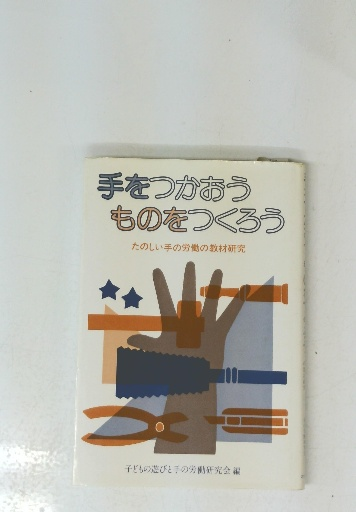 手をつかおう
ものをつくろう
たのしい手の労働の教材研究
子どもの遊びと手の労働研究会 編